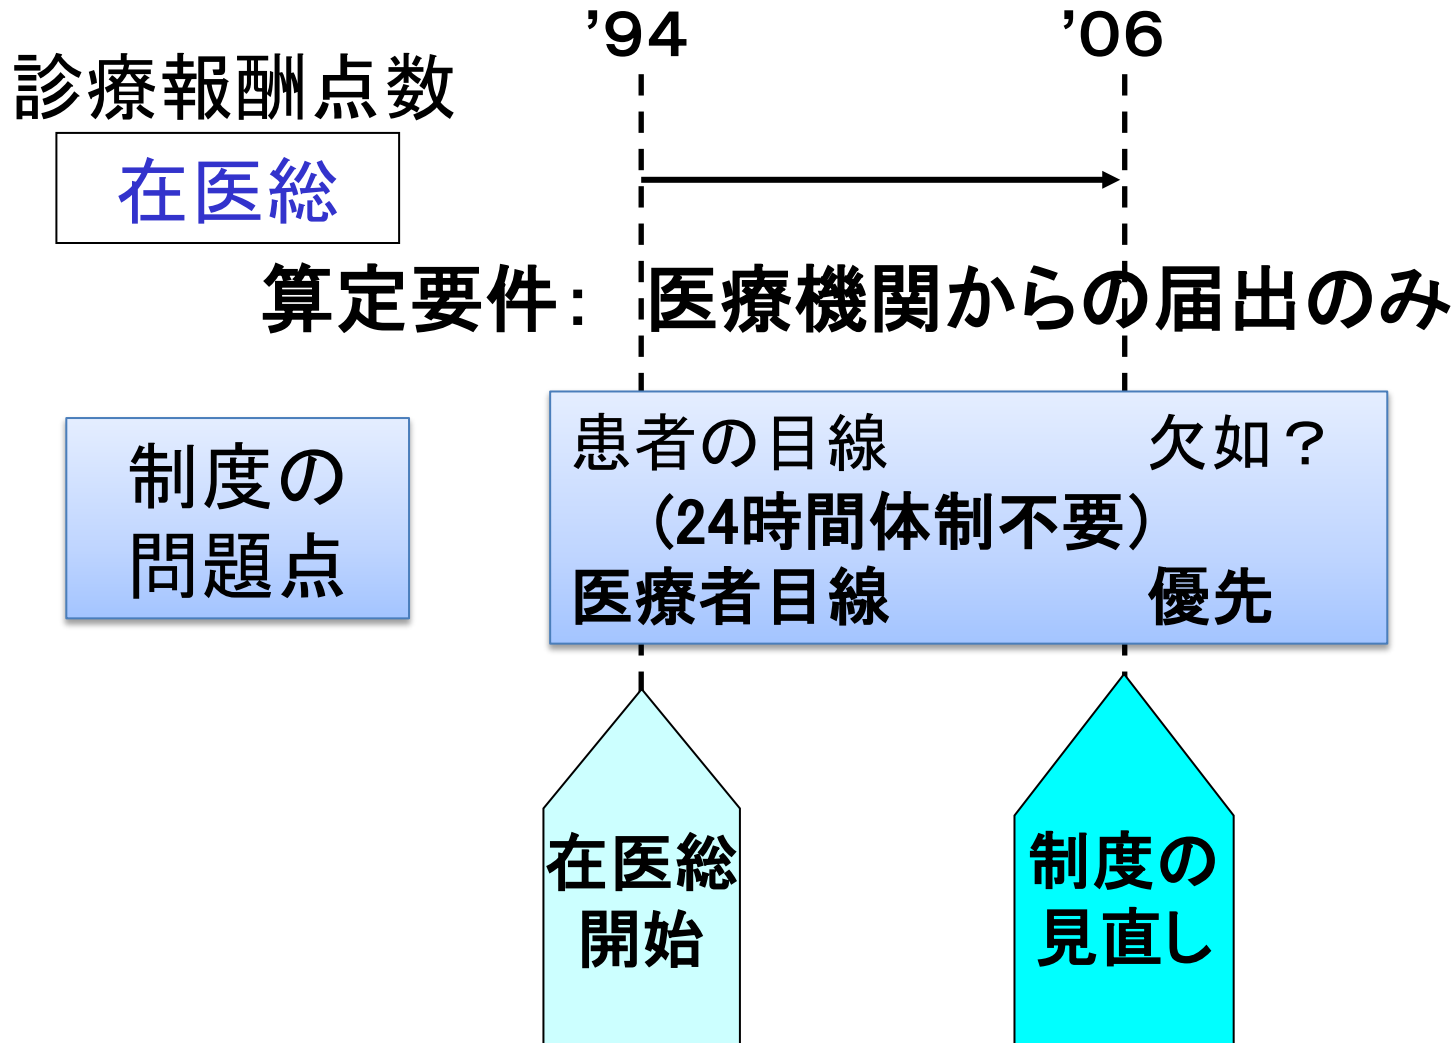 ’94
’06
診療報酬点数
在医総
算定要件： 医療機関からの届出のみ
制度の
問題点
患者の目線 欠如？
（24時間体制不要）
医療者目線 優先
在医総
開始
制度の
見直し